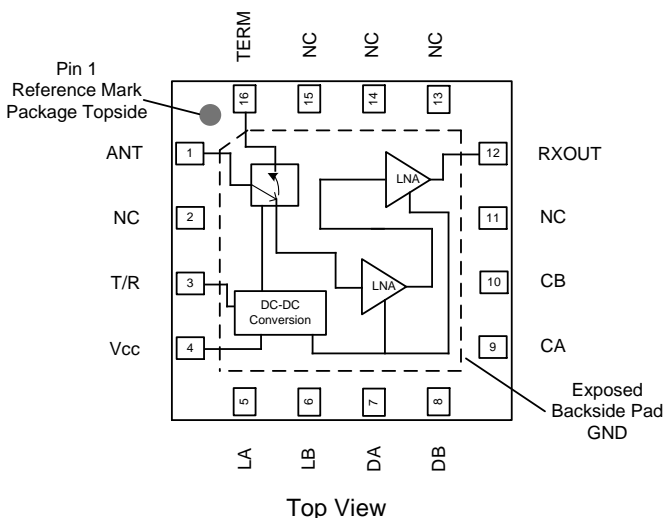 TERM
NC
NC
NC
Pin 1
Reference Mark
Package Topside
16
15
14
13
ANT
1
LNA
12
RXOUT
NC
2
11
NC
T/R
3
LNA
10
CB
DC-DC
Conversion
Vcc
4
9
CA
5
6
7
8
Exposed
Backside Pad
GND
LA
LB
DA
DB
Top View